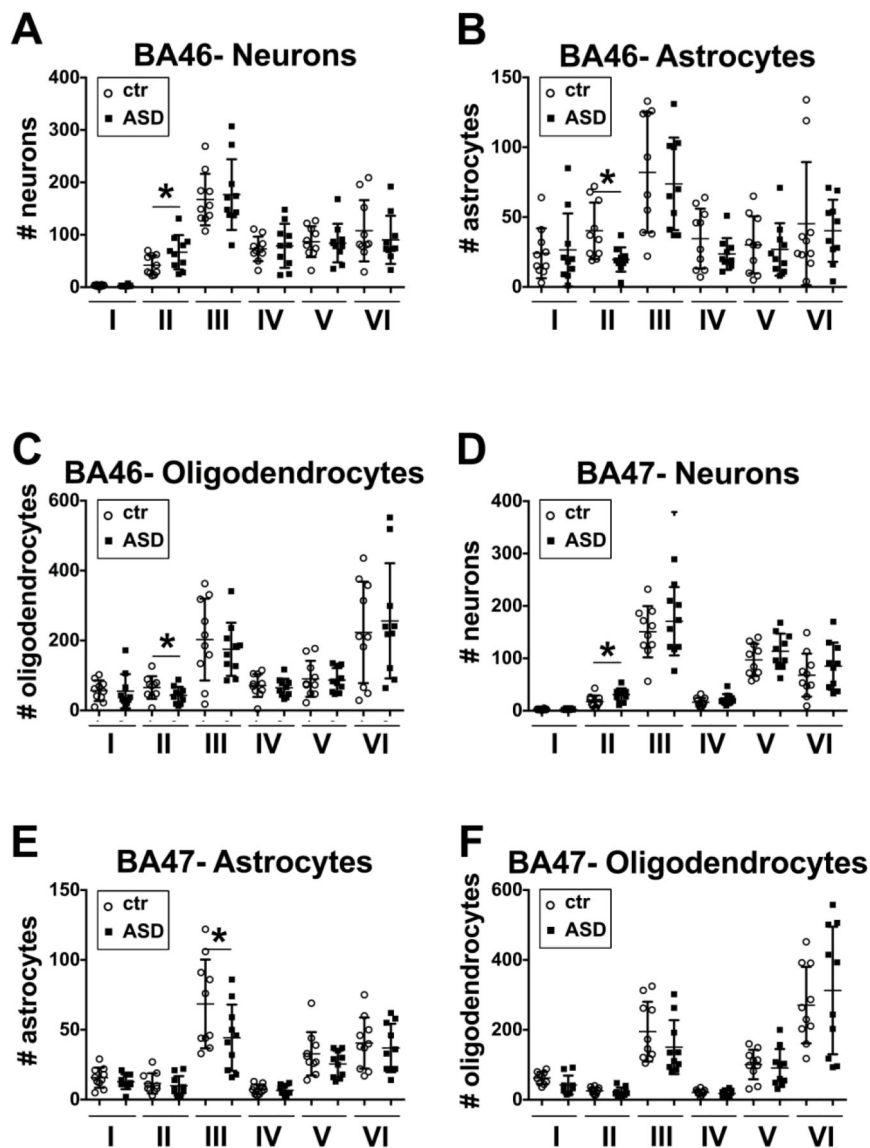 A
BA46- Neurons
# neurons
400
300
200
100
0
ctr
ASD
*
I II III IV V VI
B
BA46- Astrocytes
# astrocytes
150
100
50
0
ctr
ASD
*
I II III IV V VI
C
BA46- Oligodendrocytes
# oligodendrocytes
600
400
200
0
ctr
ASD
*
I II III IV V VI
D
BA47- Neurons
# neurons
400
300
200
100
0
ctr
ASD
*
I II III IV V VI
E
BA47- Astrocytes
# astrocytes
150
100
50
0
ctr
ASD
*
I II III IV V VI
F
BA47- Oligodendrocytes
# oligodendrocytes
600
400
200
0
ctr
ASD
I II III IV V VI